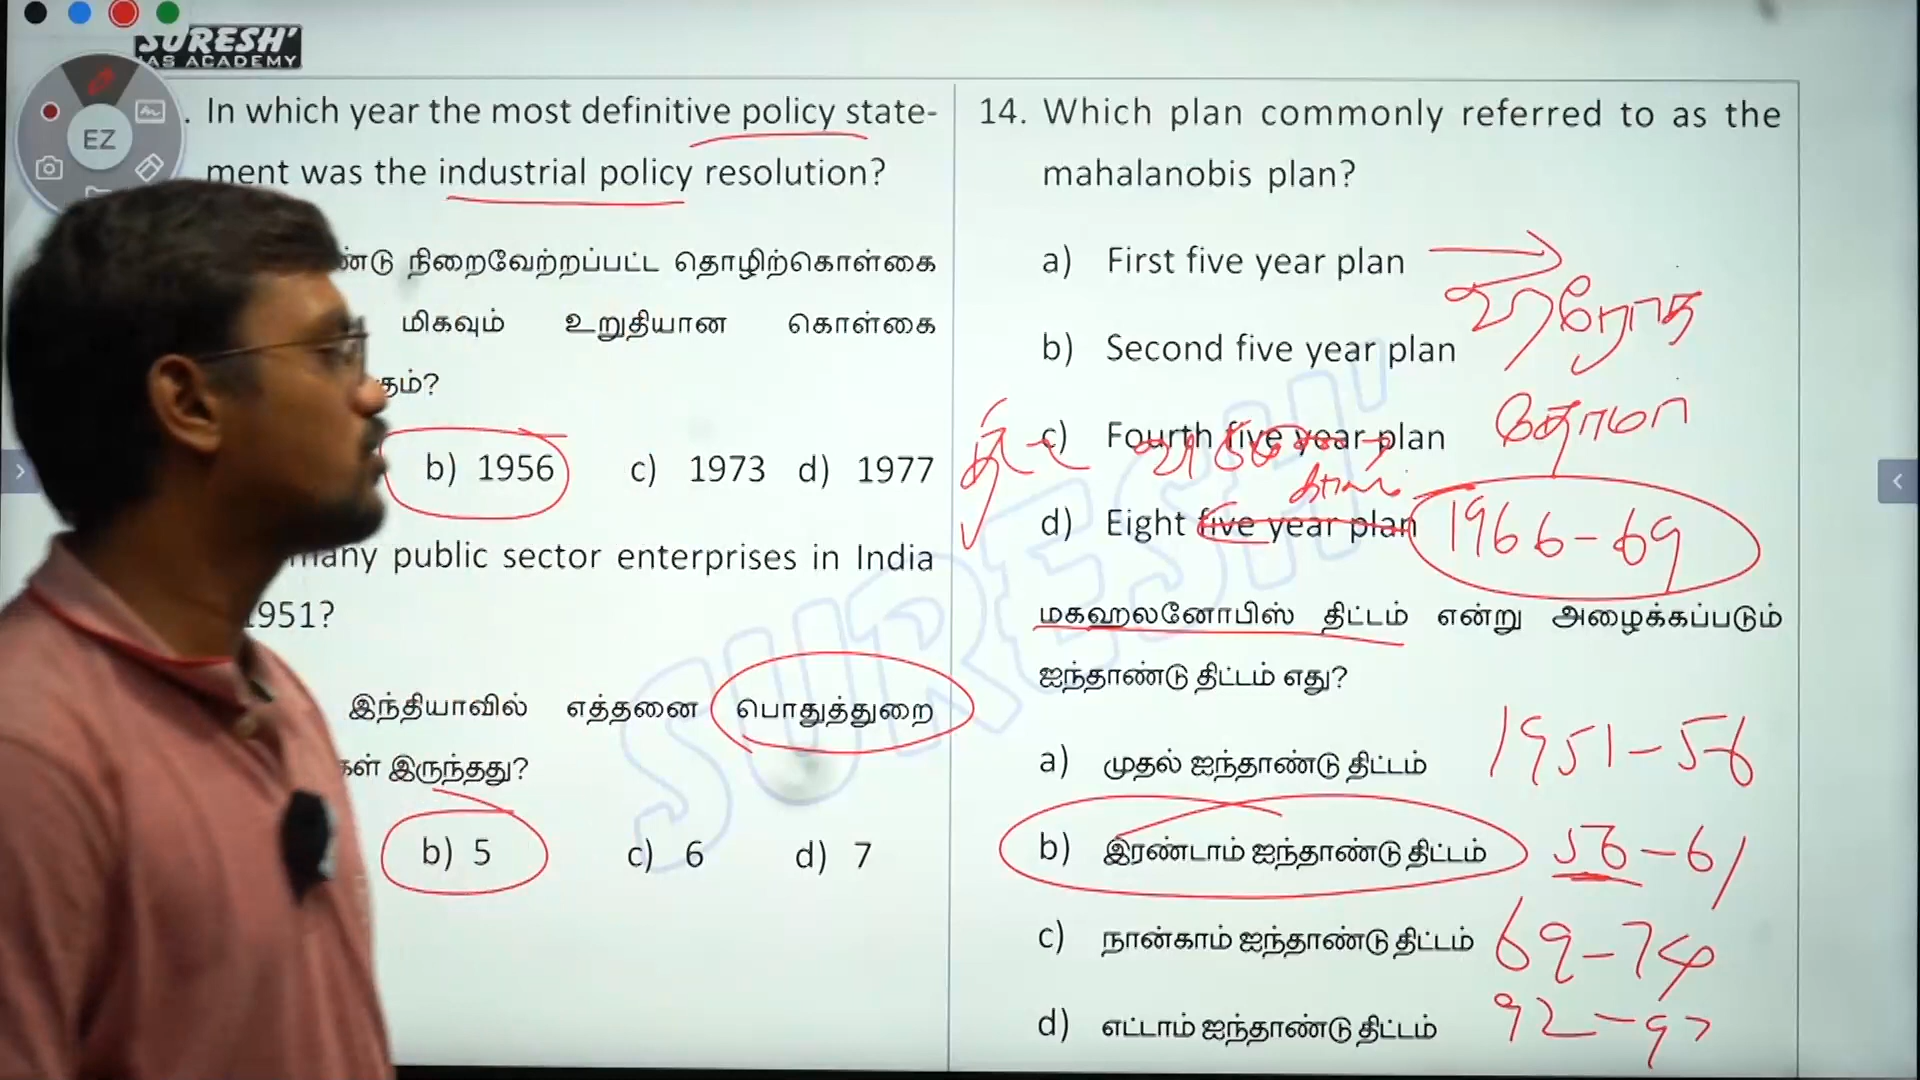 SURESH'
IAS ACADEMY
EZ
. In which year the most definitive policy state-
ment was the industrial policy resolution?
நிறைவேற்றப்பட்ட தொழிற்கொள்கை
மிகவும் உறுதியான கொள்கை
b) 1956 c) 1973 d) 1977
many public sector enterprises in India
1951?
இந்தியாவில் எத்தனை பொதுத்துறை
இருந்தது?
b) 5 c) 6 d) 7
14. Which plan commonly referred to as the
mahalanobis plan?
a) First five year plan
b) Second five year plan
c) Fourth five year plan
d) Eight five year plan
1966-69
மகஹலனோபிஸ் திட்டம் என்று அழைக்கப்படும்
ஐந்தாண்டு திட்டம் எது?
a) முதல் ஐந்தாண்டு திட்டம் 1951-56
b) இரண்டாம் ஐந்தாண்டு திட்டம் 56-61
c) நான்காம் ஐந்தாண்டு திட்டம் 69-74
d) எட்டாம் ஐந்தாண்டு திட்டம் 92-97
SURESH'